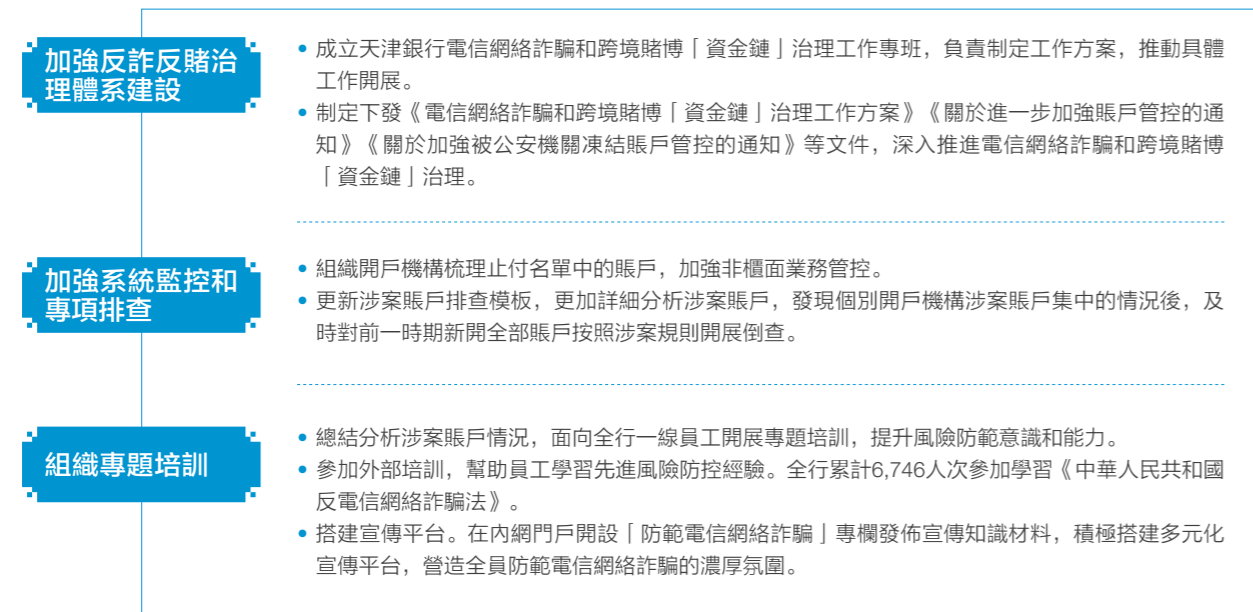 加強反詐反賭治
理體系建設
• 成立天津銀行電信網絡詐騙和跨境賭博「資金鏈」治理工作專班，負責制定工作方案，推動具體
工作開展。
• 制定下發《電信網絡詐騙和跨境賭博「資金鏈」治理工作方案》《關於進一步加強賬戶管控的通
知》《關於加強被公安機關凍結賬戶管控的通知》等文件，深入推進電信網絡詐騙和跨境賭博
「資金鏈」治理。
加強系統監控和
專項排查
• 組織開戶機構梳理止付名單中的賬戶，加強非櫃面業務管控。
• 更新涉案賬戶排查模板，更加詳細分析涉案賬戶，發現個別開戶機構涉案賬戶集中的情況後，及
時對前一時期新開全部賬戶按照涉案規則開展倒查。
組織專題培訓
• 總結分析涉案賬戶情況，面向全行一線員工開展專題培訓，提升風險防範意識和能力。
• 參加外部培訓，幫助員工學習先進風險防控經驗。全行累計6,746人次參加學習《中華人民共和國
反電信網絡詐騙法》。
• 搭建宣傳平台。在內網門戶開設「防範電信網絡詐騙」專欄發佈宣傳知識材料，積極搭建多元化
宣傳平台，營造全員防範電信網絡詐騙的濃厚氛圍。